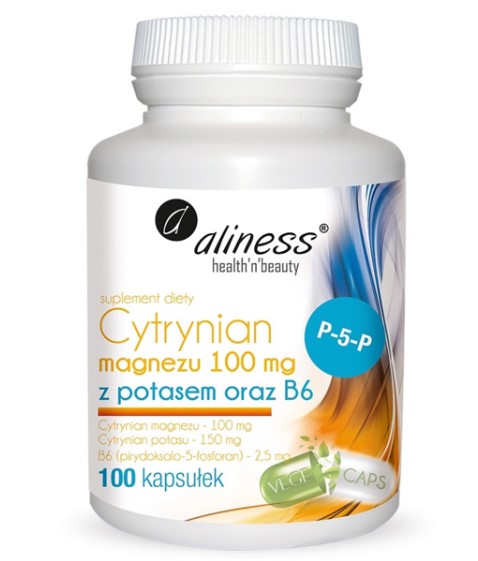 a
aliness®
health'n'beauty
suplement diety
Cytrynian
magnezu 100 mg
P-5-P
z potasem oraz B6
Cytrynian magnezu - 100 mg
Cytrynian potasu - 150 mg
B6 (pirydoksalo-5-fosforan) - 2,5 mg
100 kapsułek
VEGE CAPS